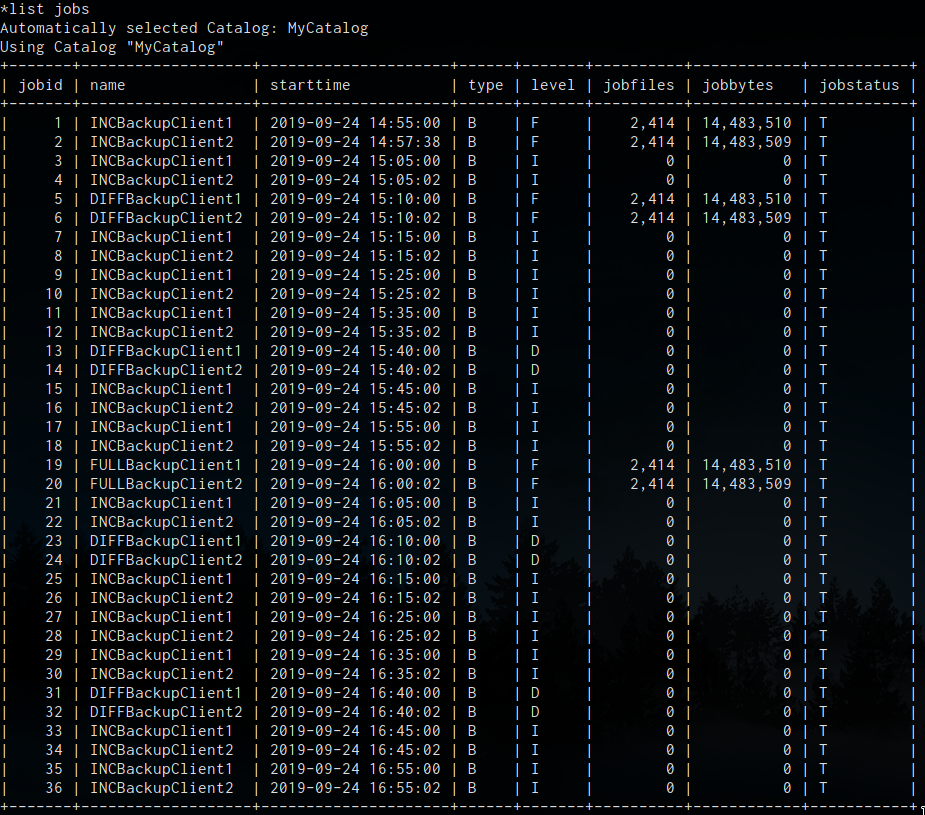 *list jobs
Automatically selected Catalog: MyCatalog
Using Catalog "MyCatalog"
+-------+-------------------+---------------------+------+-------+----------+------------+-----------+
| jobid | name              | starttime           | type | level | jobfiles | jobbytes   | jobstatus |
+-------+-------------------+---------------------+------+-------+----------+------------+-----------+
|     1 | INCBackupClient1  | 2019-09-24 14:55:00 | B    | F     |    2,414 | 14,483,510 | T         |
|     2 | INCBackupClient2  | 2019-09-24 14:57:38 | B    | F     |    2,414 | 14,483,509 | T         |
|     3 | INCBackupClient1  | 2019-09-24 15:05:00 | B    | I     |        0 |          0 | T         |
|     4 | INCBackupClient2  | 2019-09-24 15:05:02 | B    | I     |        0 |          0 | T         |
|     5 | DIFFBackupClient1 | 2019-09-24 15:10:00 | B    | F     |    2,414 | 14,483,510 | T         |
|     6 | DIFFBackupClient2 | 2019-09-24 15:10:02 | B    | F     |    2,414 | 14,483,509 | T         |
|     7 | INCBackupClient1  | 2019-09-24 15:15:00 | B    | I     |        0 |          0 | T         |
|     8 | INCBackupClient2  | 2019-09-24 15:15:02 | B    | I     |        0 |          0 | T         |
|     9 | INCBackupClient1  | 2019-09-24 15:25:00 | B    | I     |        0 |          0 | T         |
|    10 | INCBackupClient2  | 2019-09-24 15:25:02 | B    | I     |        0 |          0 | T         |
|    11 | INCBackupClient1  | 2019-09-24 15:35:00 | B    | I     |        0 |          0 | T         |
|    12 | INCBackupClient2  | 2019-09-24 15:35:02 | B    | I     |        0 |          0 | T         |
|    13 | DIFFBackupClient1 | 2019-09-24 15:40:00 | B    | D     |        0 |          0 | T         |
|    14 | DIFFBackupClient2 | 2019-09-24 15:40:02 | B    | D     |        0 |          0 | T         |
|    15 | INCBackupClient1  | 2019-09-24 15:45:00 | B    | I     |        0 |          0 | T         |
|    16 | INCBackupClient2  | 2019-09-24 15:45:02 | B    | I     |        0 |          0 | T         |
|    17 | INCBackupClient1  | 2019-09-24 15:55:00 | B    | I     |        0 |          0 | T         |
|    18 | INCBackupClient2  | 2019-09-24 15:55:02 | B    | I     |        0 |          0 | T         |
|    19 | FULLBackupClient1 | 2019-09-24 16:00:00 | B    | F     |    2,414 | 14,483,510 | T         |
|    20 | FULLBackupClient2 | 2019-09-24 16:00:02 | B    | F     |    2,414 | 14,483,509 | T         |
|    21 | INCBackupClient1  | 2019-09-24 16:05:00 | B    | I     |        0 |          0 | T         |
|    22 | INCBackupClient2  | 2019-09-24 16:05:02 | B    | I     |        0 |          0 | T         |
|    23 | DIFFBackupClient1 | 2019-09-24 16:10:00 | B    | D     |        0 |          0 | T         |
|    24 | DIFFBackupClient2 | 2019-09-24 16:10:02 | B    | D     |        0 |          0 | T         |
|    25 | INCBackupClient1  | 2019-09-24 16:15:00 | B    | I     |        0 |          0 | T         |
|    26 | INCBackupClient2  | 2019-09-24 16:15:02 | B    | I     |        0 |          0 | T         |
|    27 | INCBackupClient1  | 2019-09-24 16:25:00 | B    | I     |        0 |          0 | T         |
|    28 | INCBackupClient2  | 2019-09-24 16:25:02 | B    | I     |        0 |          0 | T         |
|    29 | INCBackupClient1  | 2019-09-24 16:35:00 | B    | I     |        0 |          0 | T         |
|    30 | INCBackupClient2  | 2019-09-24 16:35:02 | B    | I     |        0 |          0 | T         |
|    31 | DIFFBackupClient1 | 2019-09-24 16:40:00 | B    | D     |        0 |          0 | T         |
|    32 | DIFFBackupClient2 | 2019-09-24 16:40:02 | B    | D     |        0 |          0 | T         |
|    33 | INCBackupClient1  | 2019-09-24 16:45:00 | B    | I     |        0 |          0 | T         |
|    34 | INCBackupClient2  | 2019-09-24 16:45:02 | B    | I     |        0 |          0 | T         |
|    35 | INCBackupClient1  | 2019-09-24 16:55:00 | B    | I     |        0 |          0 | T         |
|    36 | INCBackupClient2  | 2019-09-24 16:55:02 | B    | I     |        0 |          0 | T         |
+-------+-------------------+---------------------+------+-------+----------+------------+-----------+